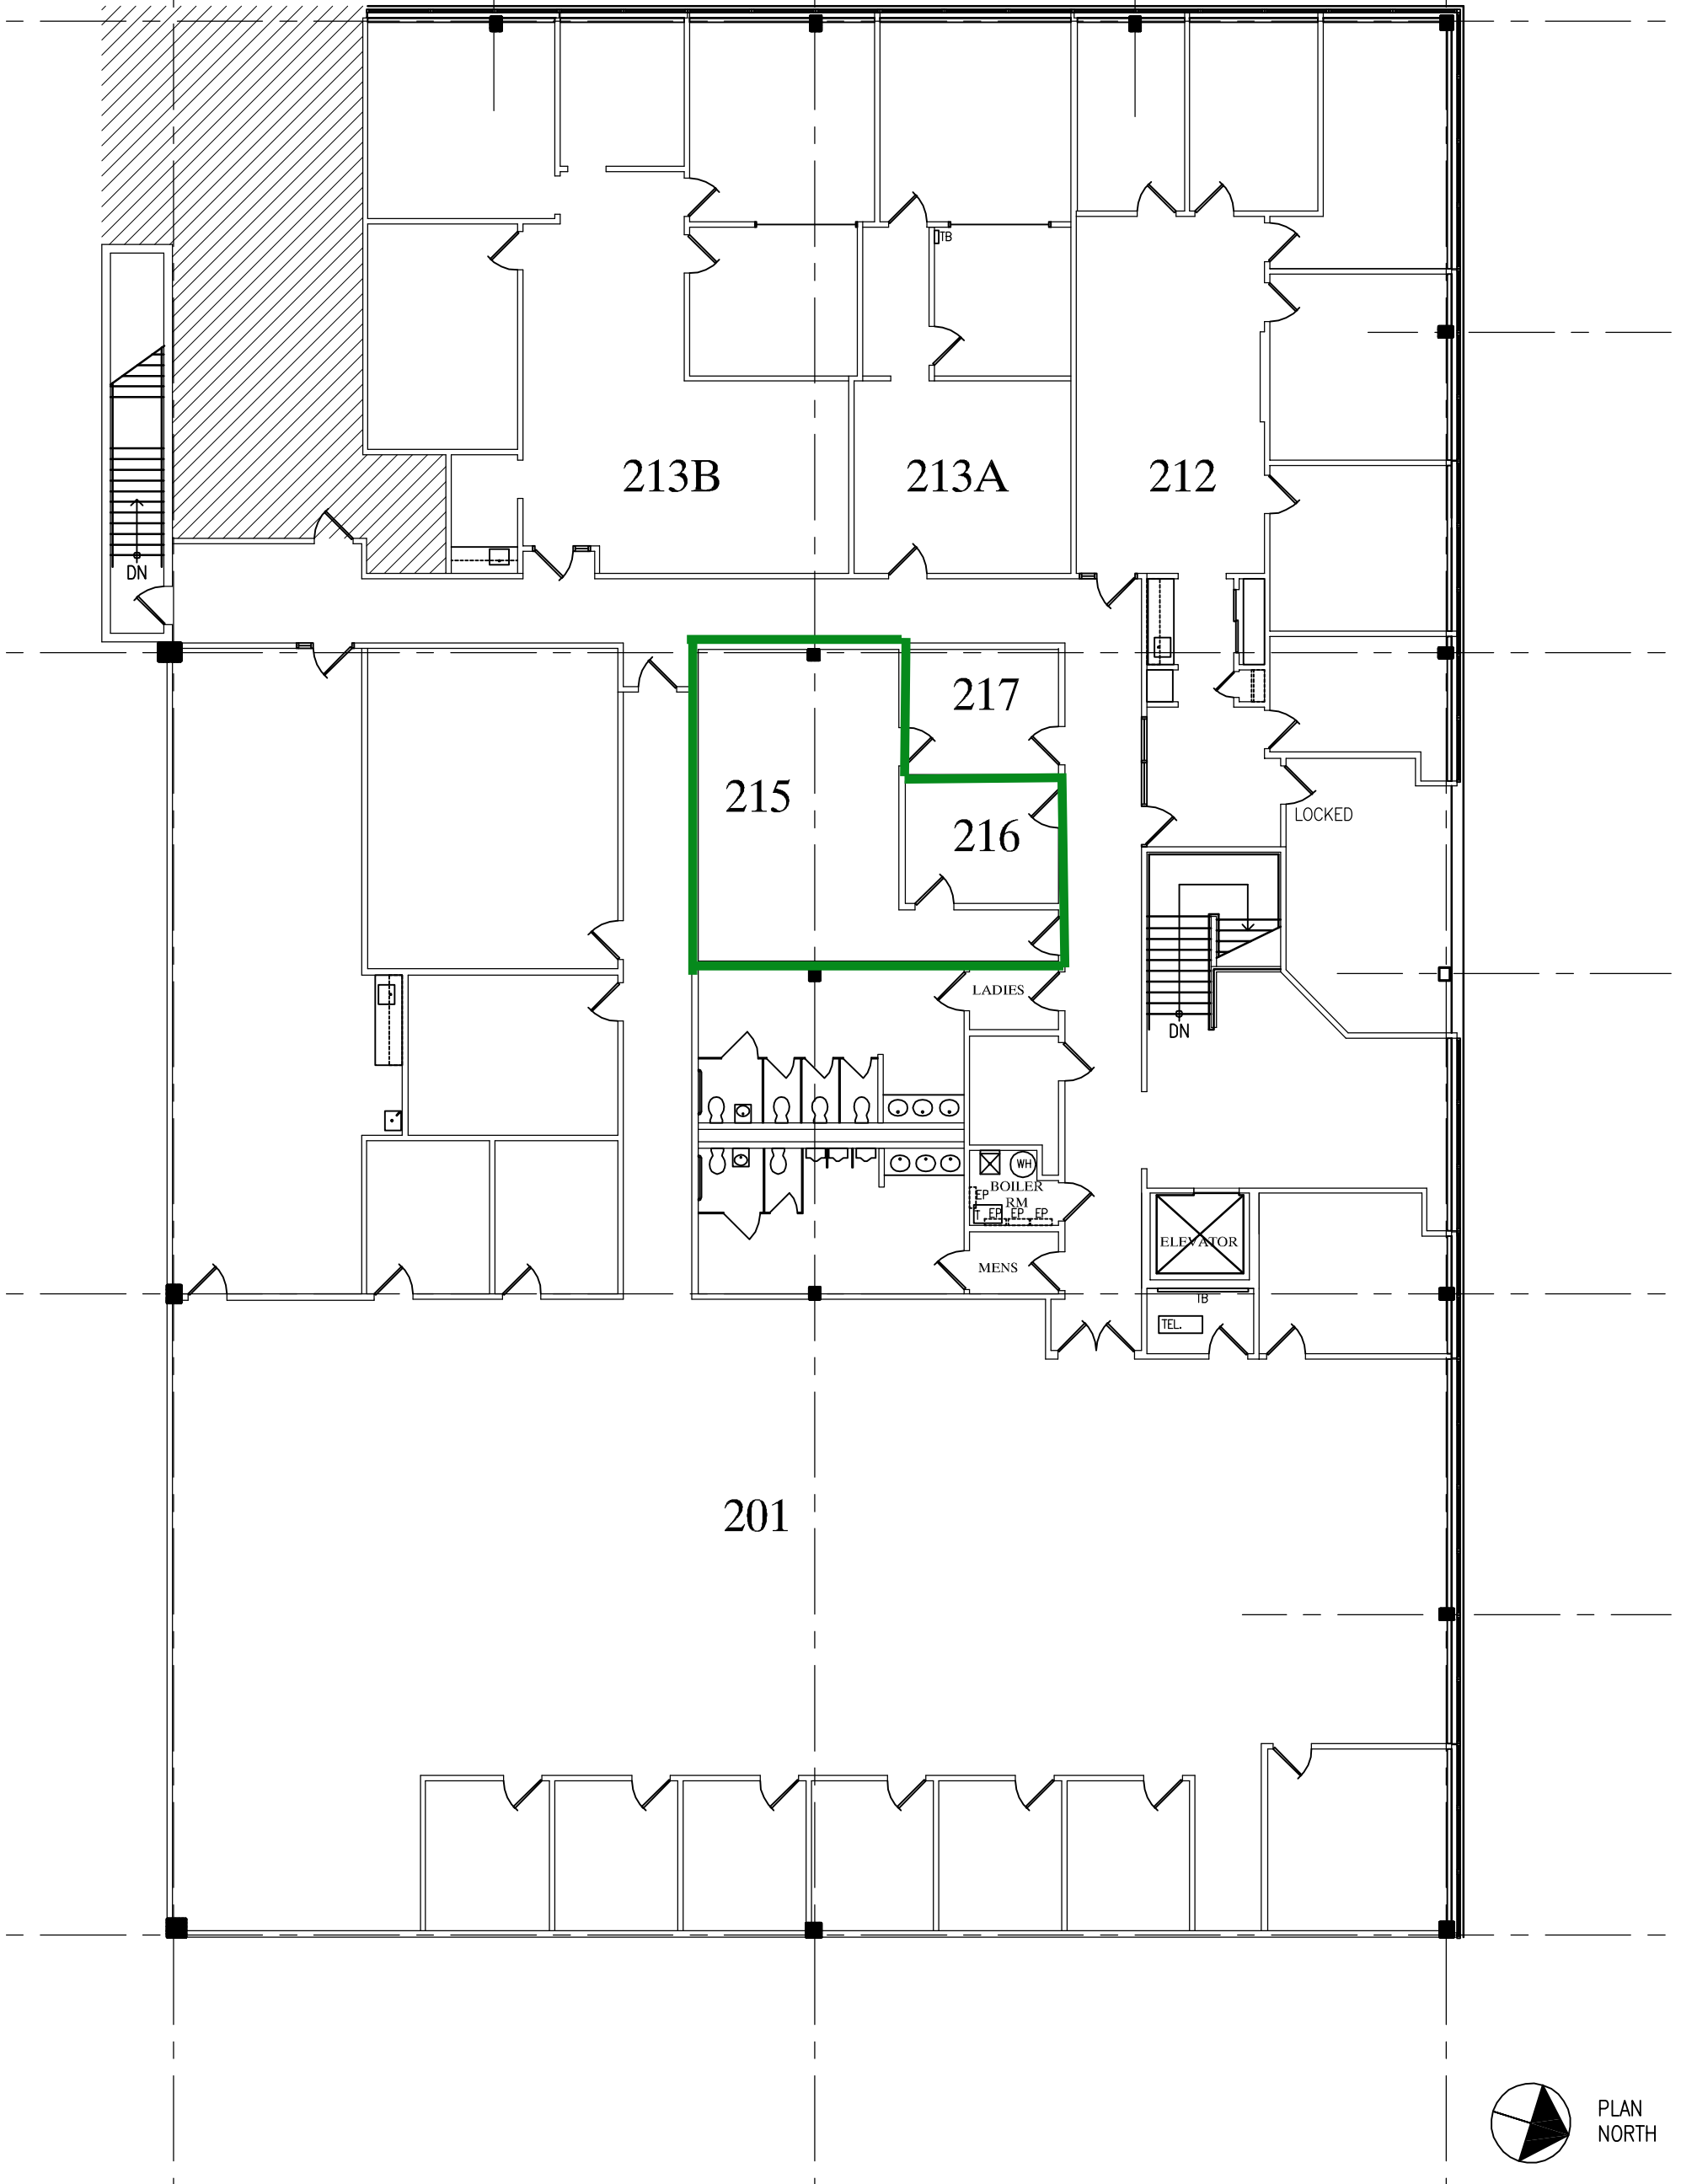 TB
213B
213A
212
DN
217
215
LOCKED
216
LADIES
DN
WH
BOILER
RM
EP
T
EP
EP
EP
ELEVATOR
MENS
TB
TEL.
201
PLAN
NORTH